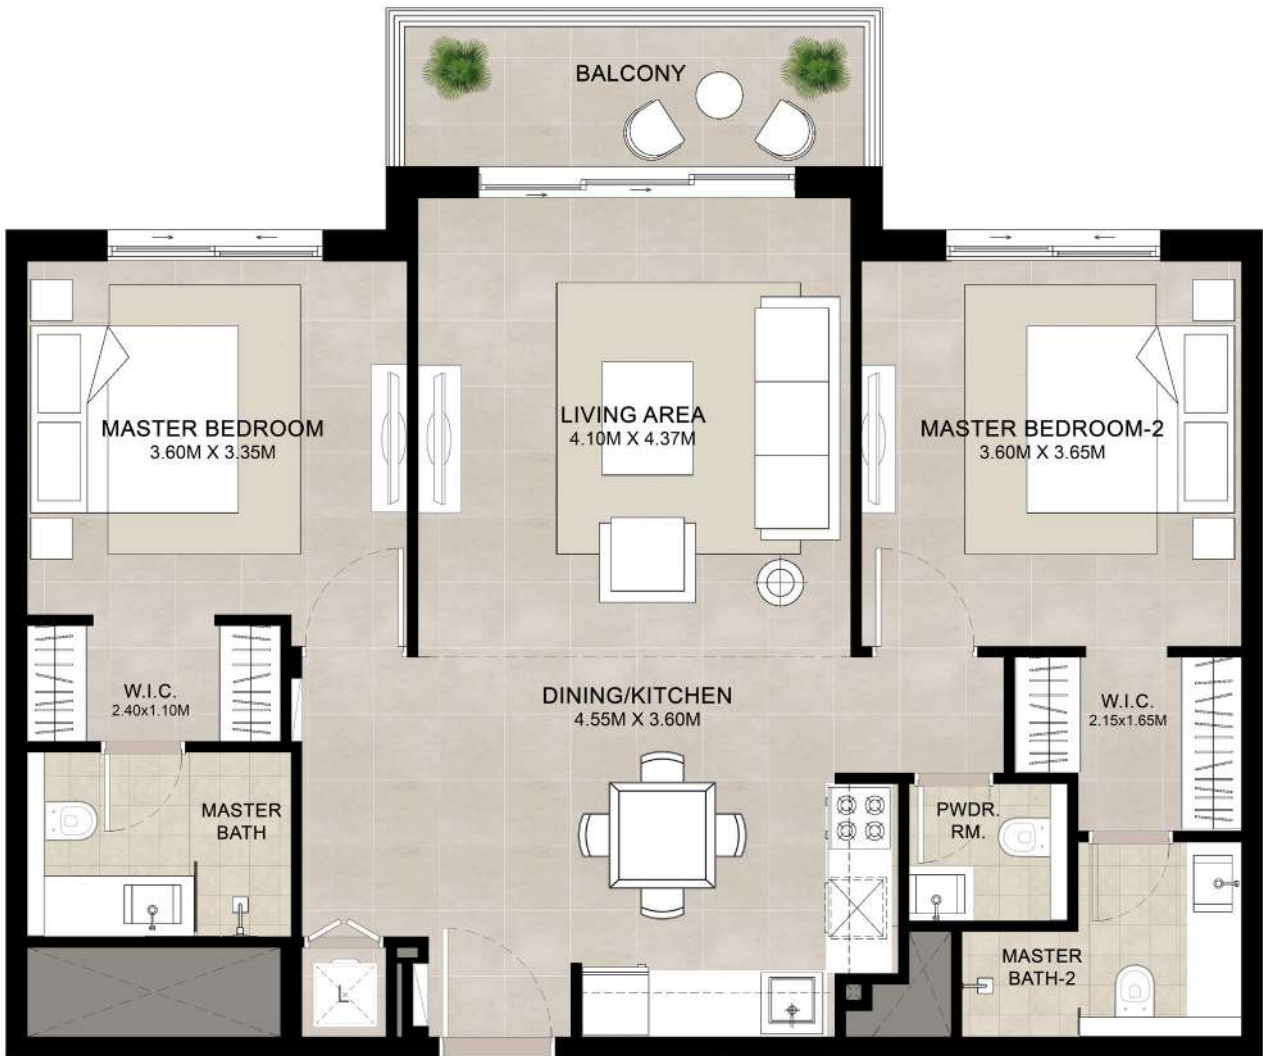 BALCONY
MASTER BEDROOM
3.60M X 3.35M
LIVING AREA
4.10M X 4.37M
MASTER BEDROOM-2
3.60M X 3.65M
W.I.C.
2.40x1.10M
DINING/KITCHEN
4.55M X 3.60M
W.I.C.
2.15x1.65M
MASTER
BATH
PWDR.
RM.
MASTER
BATH-2
L